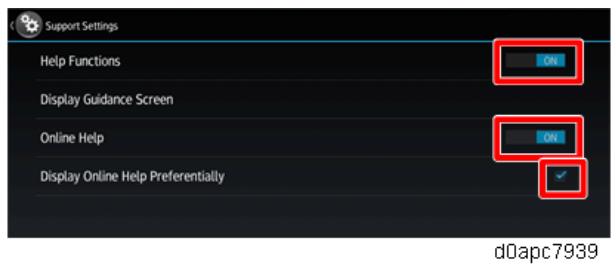 Support Settings
Help Functions
ON
Display Guidance Screen
Online Help
ON
Display Online Help Preferentially
d0apc7939